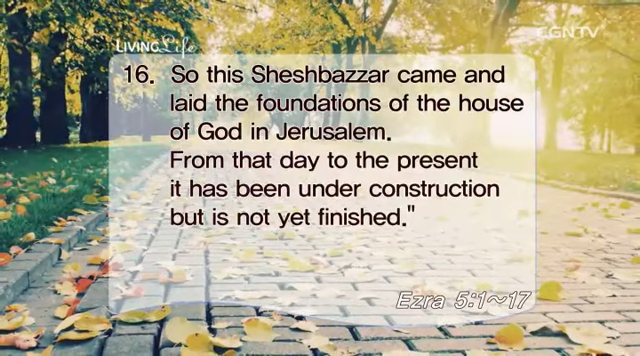 LIVING Life
CGNTV
16. So this Sheshbazzar came and
laid the foundations of the house
of God in Jerusalem.
From that day to the present
it has been under construction
but is not yet finished."
Ezra 5:1~17